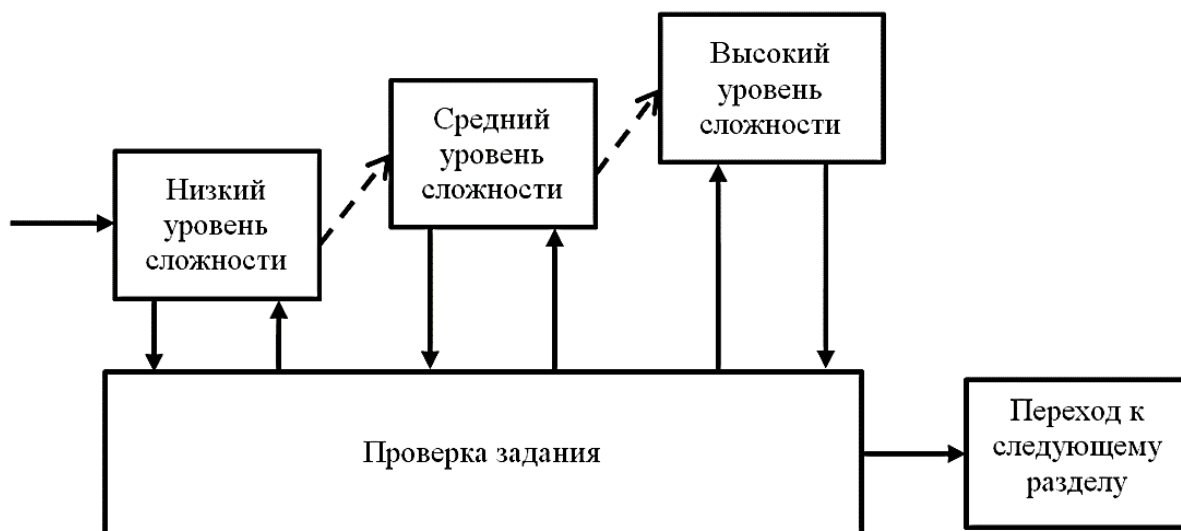 Высокий
уровень
сложности
Средний
уровень
сложности
Низкий
уровень
сложности
Проверка задания
Переход к
следующему
разделу